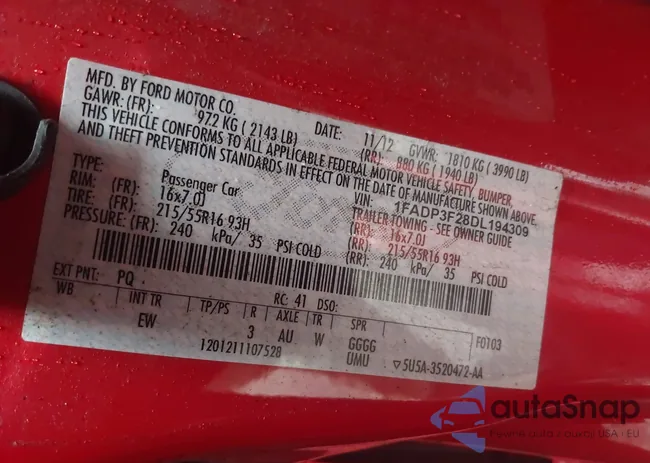 MFD. BY FORD MOTOR CO.
DATE: 11/12 GVWR: 1810 KG ( 3990 LB)
GAWR: (FR): 972 KG ( 2143 LB) (RR): 880 KG ( 1940 LB)
THIS VEHICLE CONFORMS TO ALL APPLICABLE FEDERAL MOTOR VEHICLE SAFETY, BUMPER,
AND THEFT PREVENTION STANDARDS IN EFFECT ON THE DATE OF MANUFACTURE SHOWN ABOVE.
VIN: 1FADP3F28DL194309
TYPE: Passenger Car TRAILER TOWING - SEE OWNER GUIDE
RIM: (FR): 16x7.0J (RR): 16x7.0J
TIRE: (FR): 215/55R16 93H (RR): 215/55R16 93H
PRESSURE: (FR): 240 kPa/ 35 PSI COLD (RR): 240 kPa/ 35 PSI COLD
EXT PNT: PQ RC: 41 DSO:
WB INT TR TP/PS R AXLE TR SPR F0103
EW 3 AU W GGGG
1201211107528 UMU ▽5U5A-3520472-AA
autoSnap
USA i EU